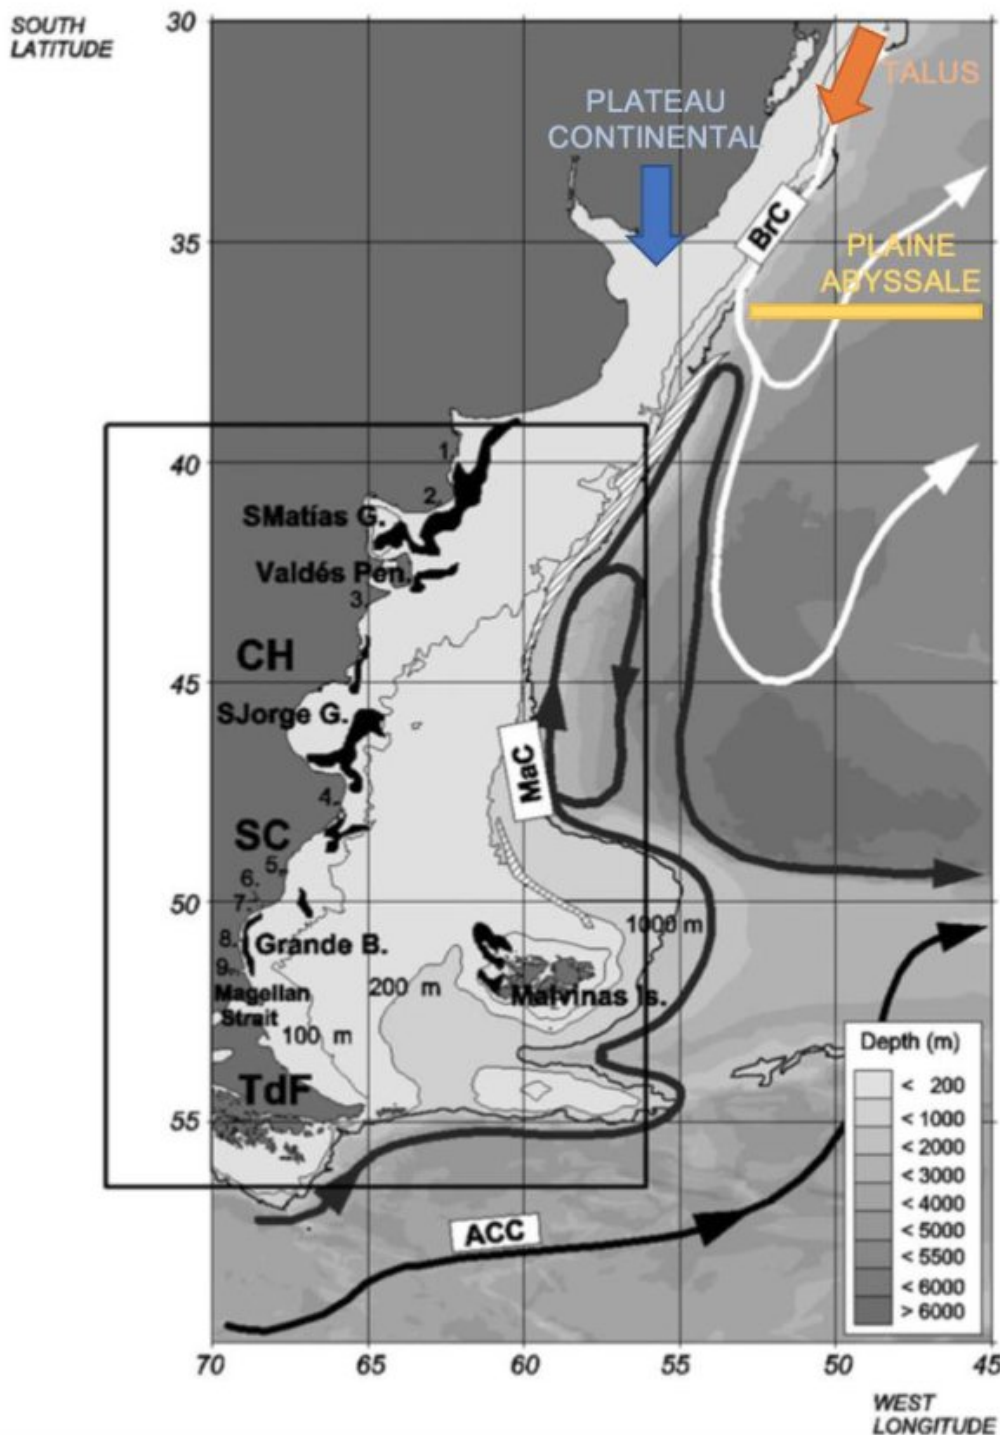 SOUTH
LATITUDE
30
TALUS
PLATEAU
CONTINENTAL
BrC
35
PLAINE
ABYSSALE
1.
40
2.
SMatías G.
Valdés Pen.
3.
CH
45
SJorge G.
MaC
4.
SC
5.
6.
7.
50
1000 m
8.
Grande B.
9.
200 m
Malvinas Is.
Magellan
Strait
100 m
Depth (m)
TdF
< 200
55
< 1000
< 2000
< 3000
< 4000
< 5000
< 5500
< 6000
> 6000
ACC
70
65
60
55
50
45
WEST
LONGITUDE